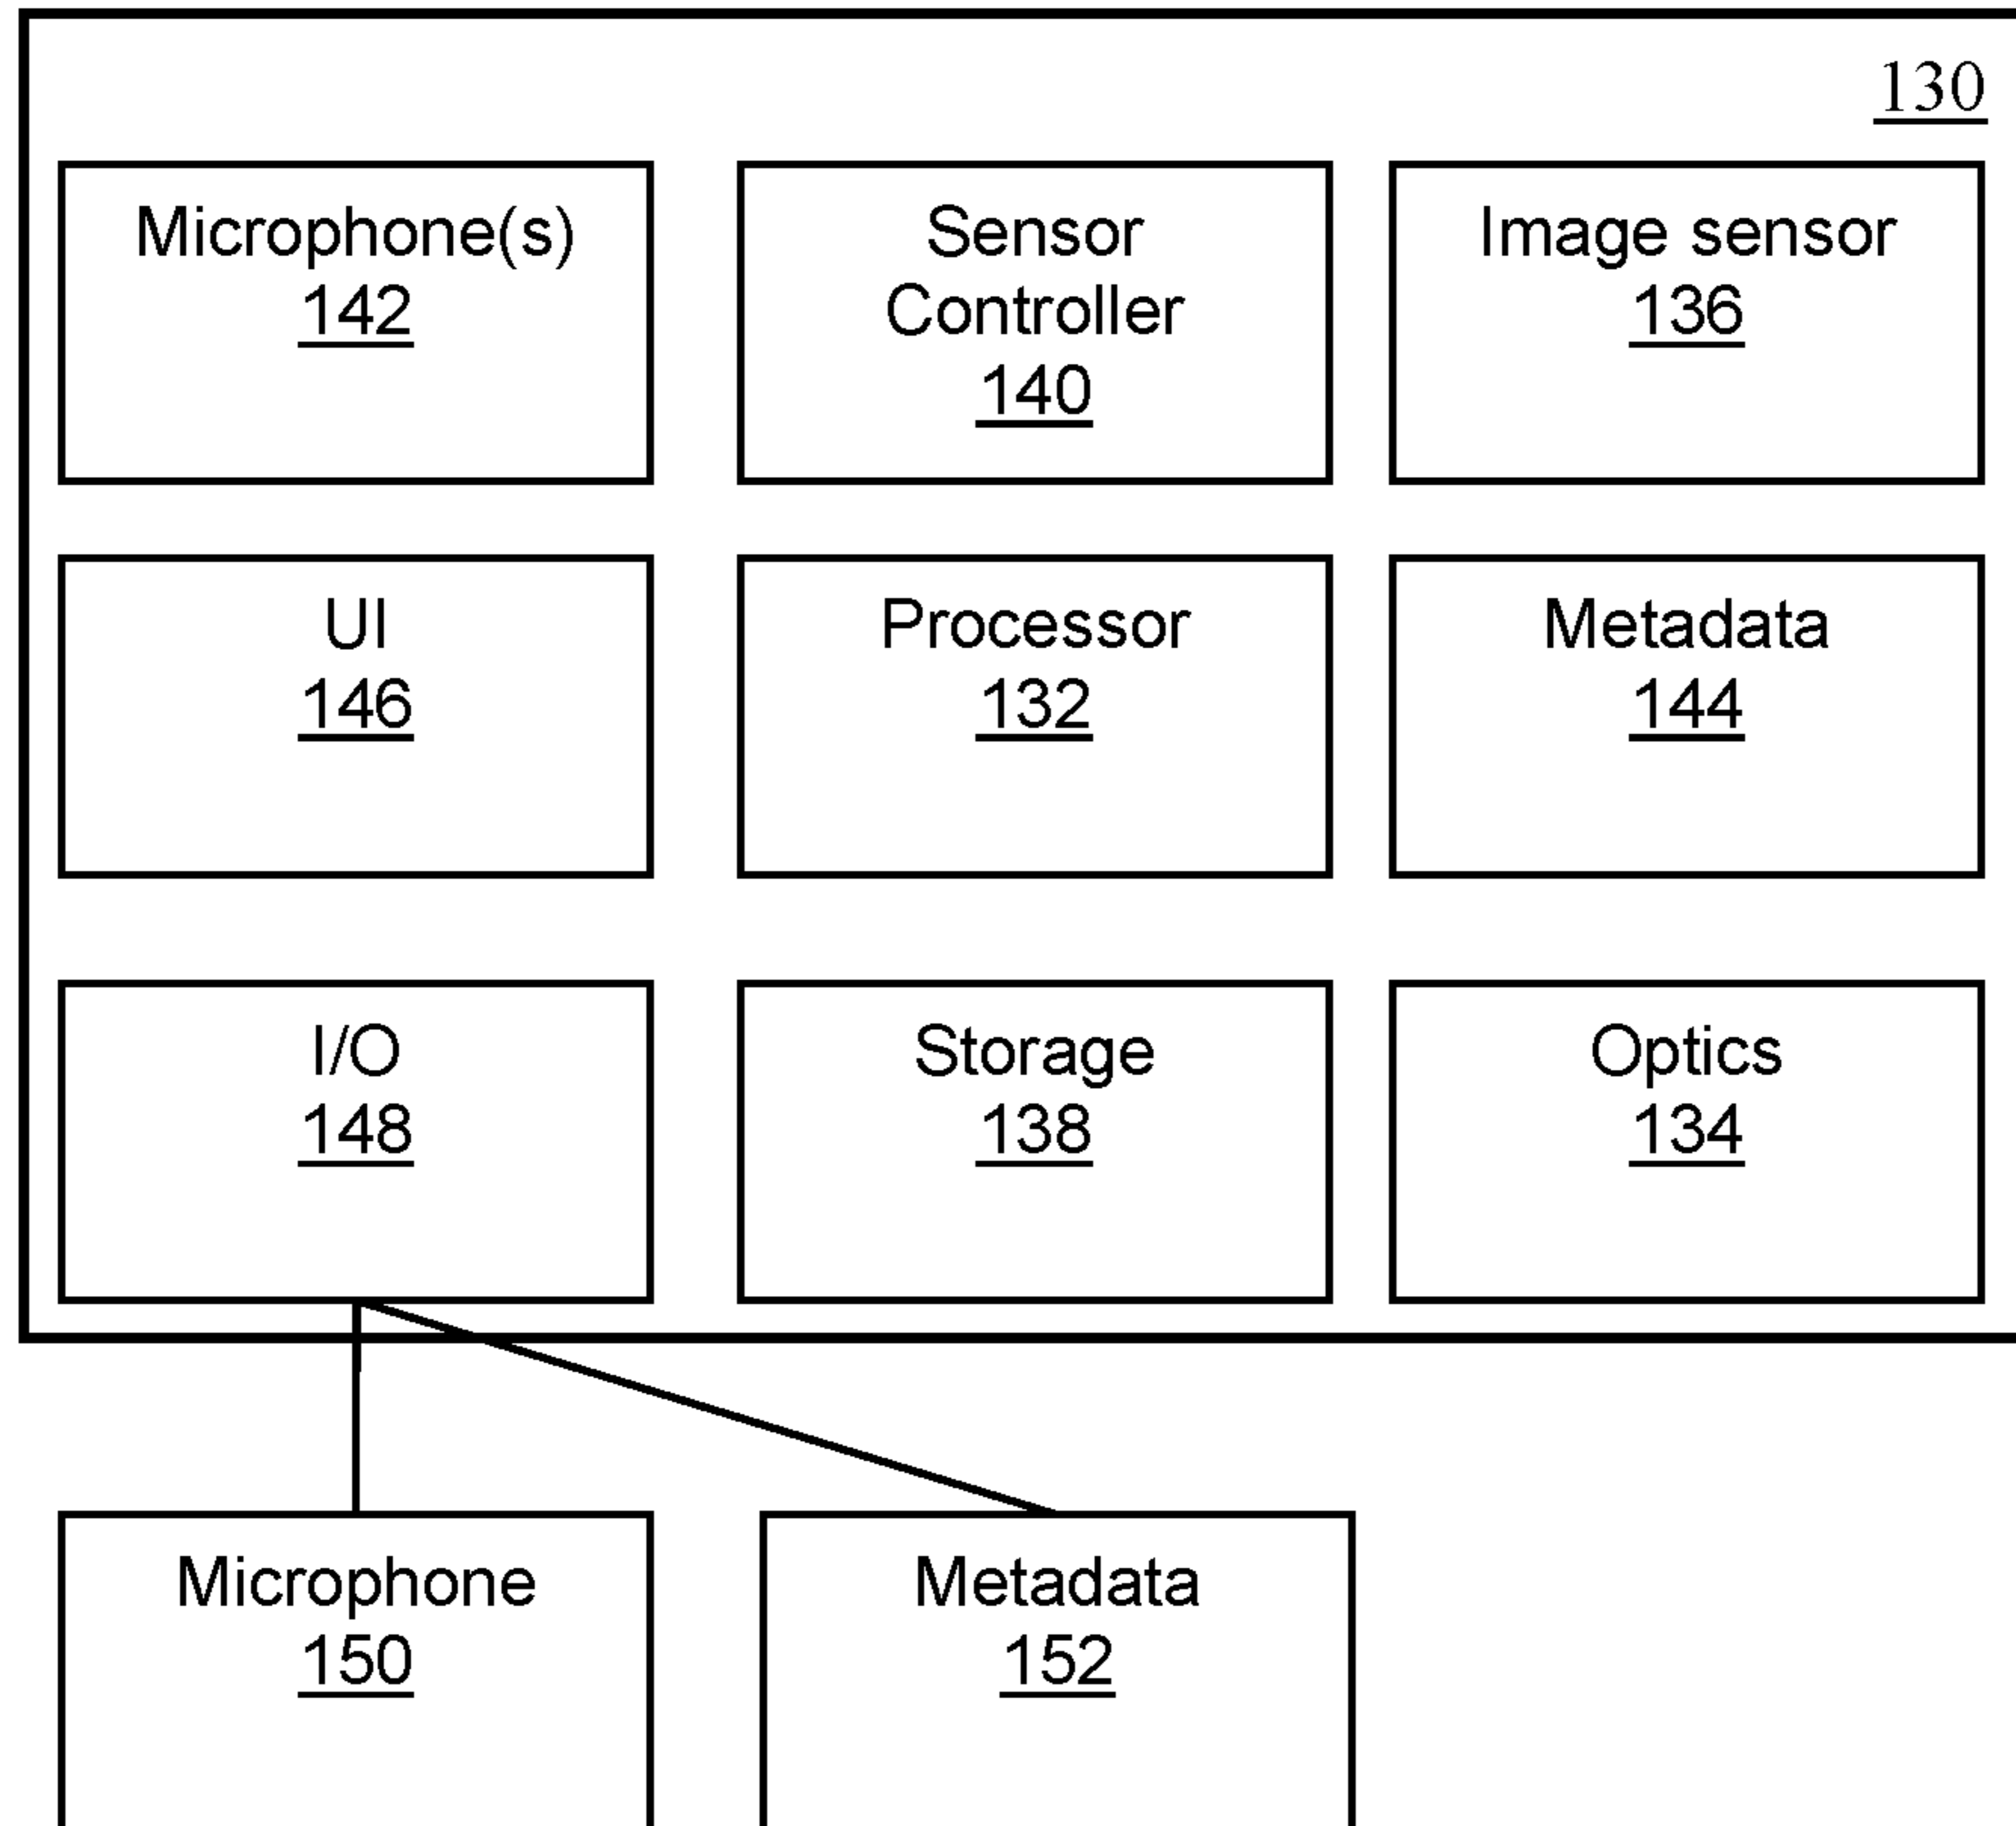 130
Microphone(s)
142
Sensor
Controller
140
Image sensor
136
UI
146
Processor
132
Metadata
144
I/O
148
Storage
138
Optics
134
Microphone
150
Metadata
152